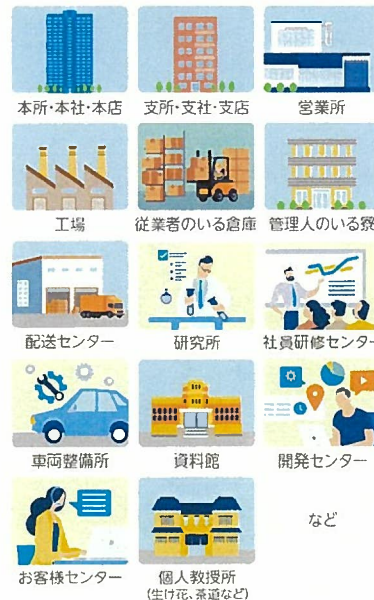 本所・本社・本店
支所・支社・支店
営業所
工場
従業者のいる倉庫
管理人のいる寮
配送センター
研究所
社員研修センター
車両整備所
資料館
開発センター
お客様センター
個人教授所
(生け花、茶道など)
など